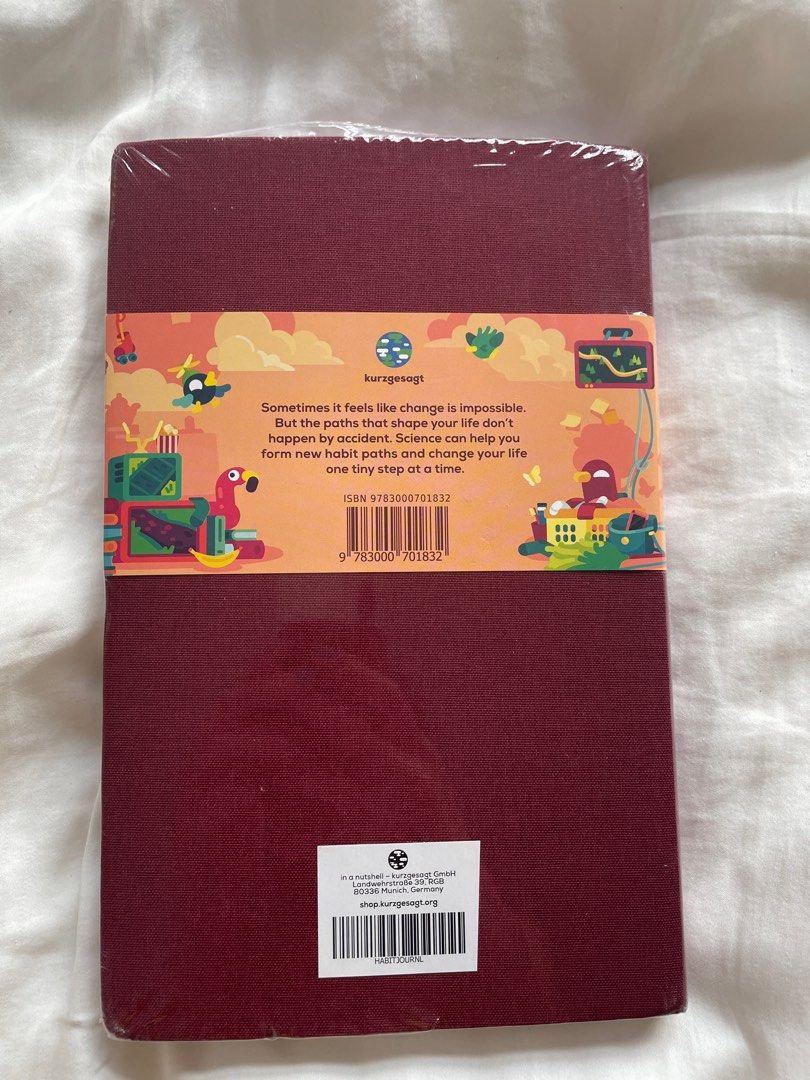 kurzgesagt
Sometimes it feels like change is impossible.
But the paths that shape your life don't
happen by accident. Science can help you
form new habit paths and change your life
one tiny step at a time.
ISBN 9783000701832
9 783000 701832
in a nutshell – kurzgesagt GmbH
Landwehrstraße 39, RGB
80336 Munich, Germany
shop.kurzgesagt.org
HABITJOURNL